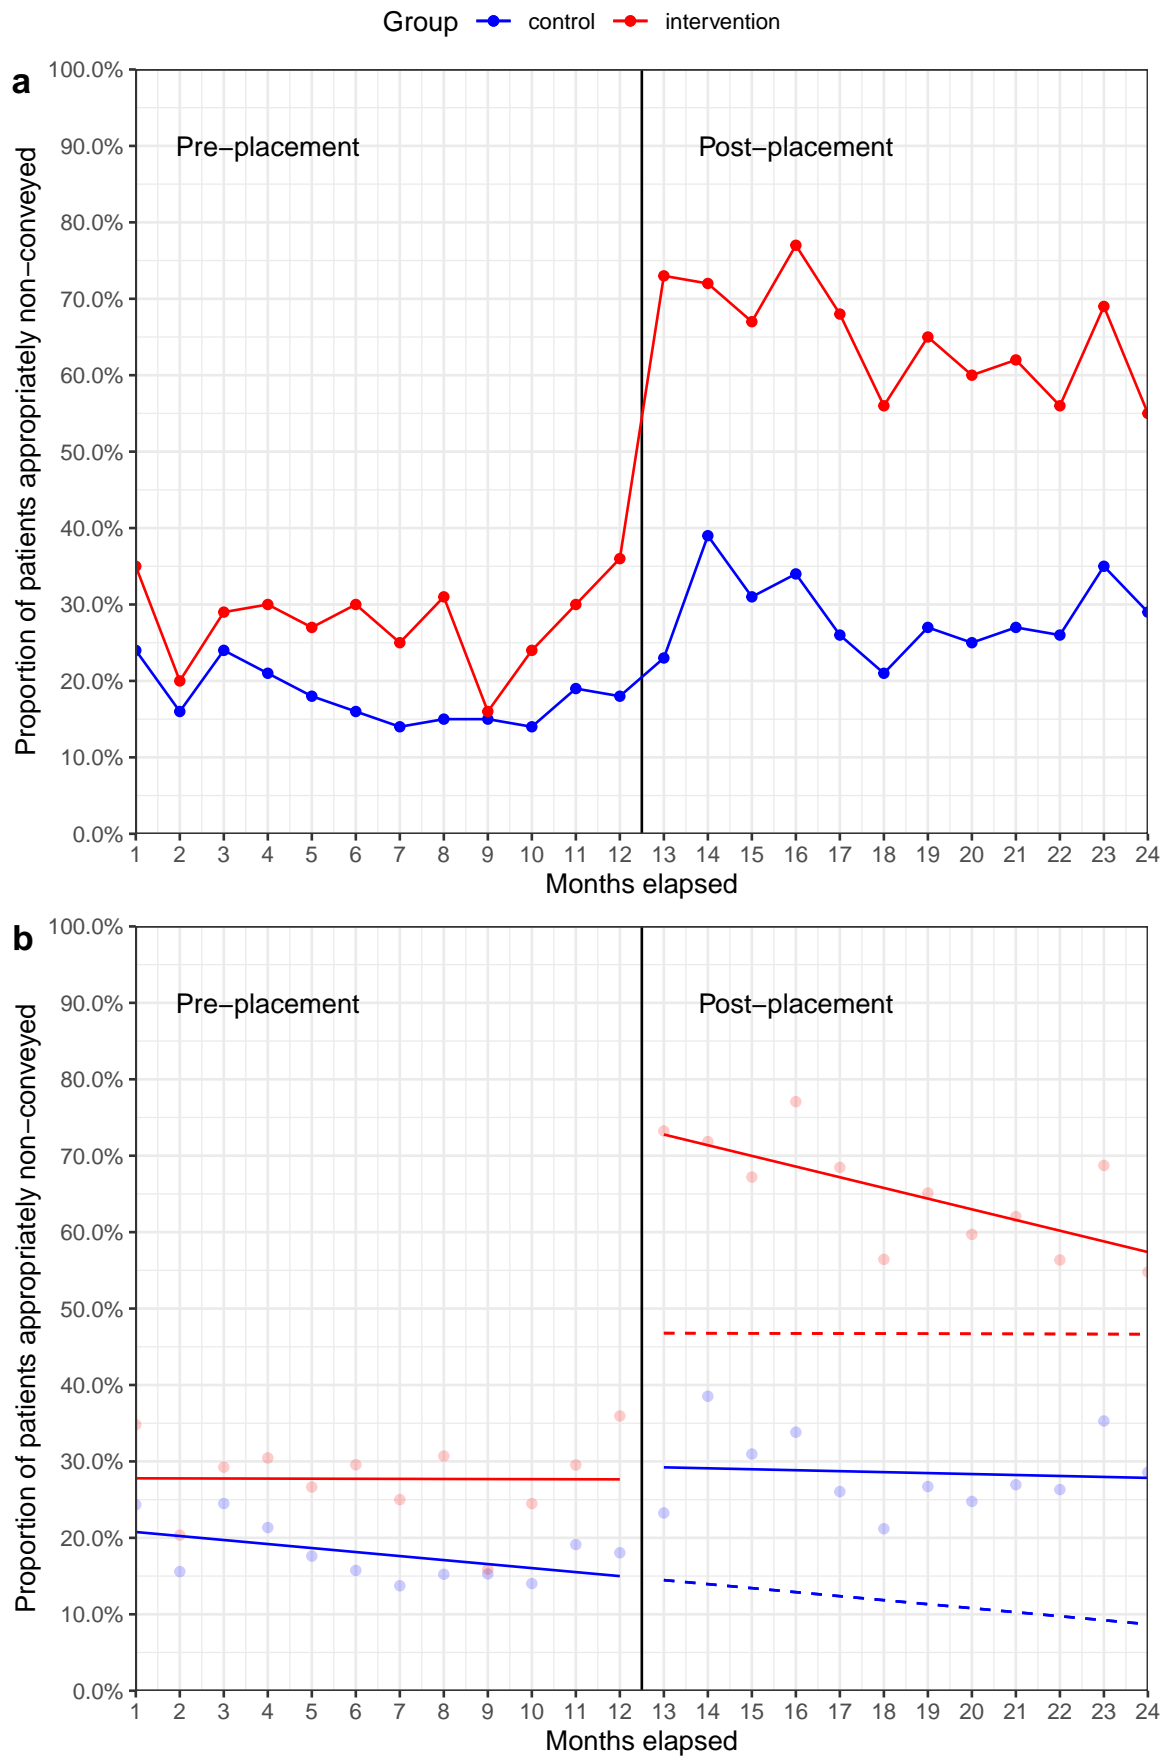 Group control intervention
a
Proportion of patients appropriately non−conveyed
100.0%
90.0%
80.0%
70.0%
60.0%
50.0%
40.0%
30.0%
20.0%
10.0%
0.0%
Pre−placement
Post−placement
1 2 3 4 5 6 7 8 9 10 11 12 13 14 15 16 17 18 19 20 21 22 23 24
Months elapsed
b
Proportion of patients appropriately non−conveyed
100.0%
90.0%
80.0%
70.0%
60.0%
50.0%
40.0%
30.0%
20.0%
10.0%
0.0%
Pre−placement
Post−placement
1 2 3 4 5 6 7 8 9 10 11 12 13 14 15 16 17 18 19 20 21 22 23 24
Months elapsed